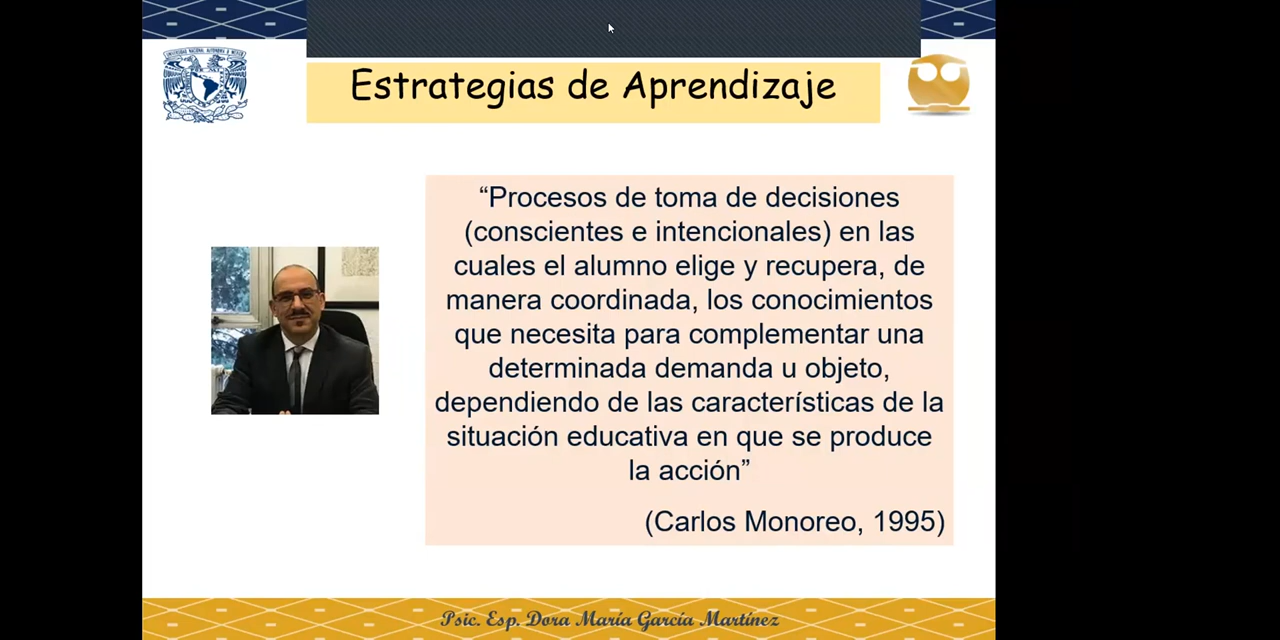 Estrategias de Aprendizaje
“Procesos de toma de decisiones
(conscientes e intencionales) en las
cuales el alumno elige y recupera, de
manera coordinada, los conocimientos
que necesita para complementar una
determinada demanda u objeto,
dependiendo de las características de la
situación educativa en que se produce
la acción”
(Carlos Monoreo, 1995)
Psic. Esp. Dora María García Martínez